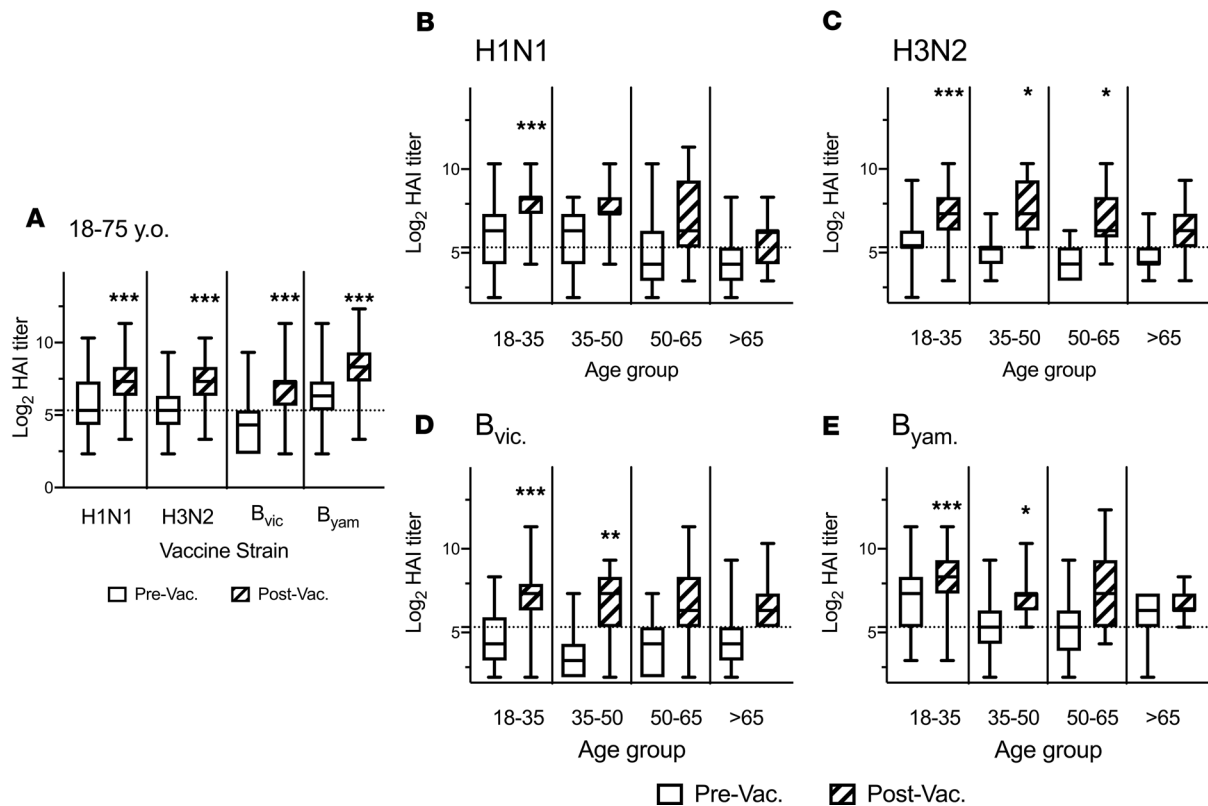 A 18-75 y.o.
Log2 HAI titer
10
5
0
*** *** *** ***
H1N1 H3N2 Bvic Byam
Vaccine Strain
Pre-Vac. Post-Vac.
B
H1N1
Log2 HAI titer
10
5
***
18-35 35-50 50-65 >65
Age group
C
H3N2
Log2 HAI titer
10
5
*** * *
18-35 35-50 50-65 >65
Age group
D Bvic.
Log2 HAI titer
10
5
*** **
18-35 35-50 50-65 >65
Age group
E Byam.
Log2 HAI titer
10
5
*** *
18-35 35-50 50-65 >65
Age group
Pre-Vac. Post-Vac.